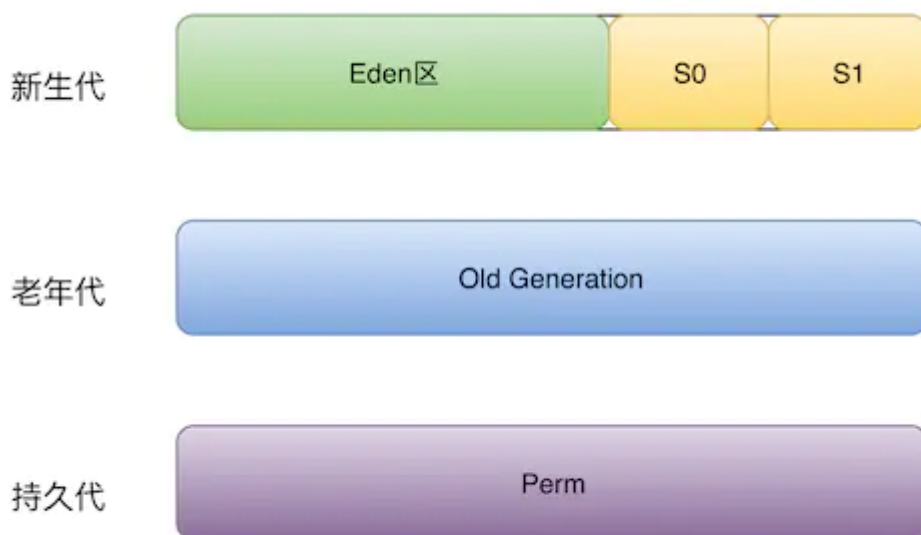 新生代
Eden区
S0
S1
老年代
Old Generation
持久代
Perm